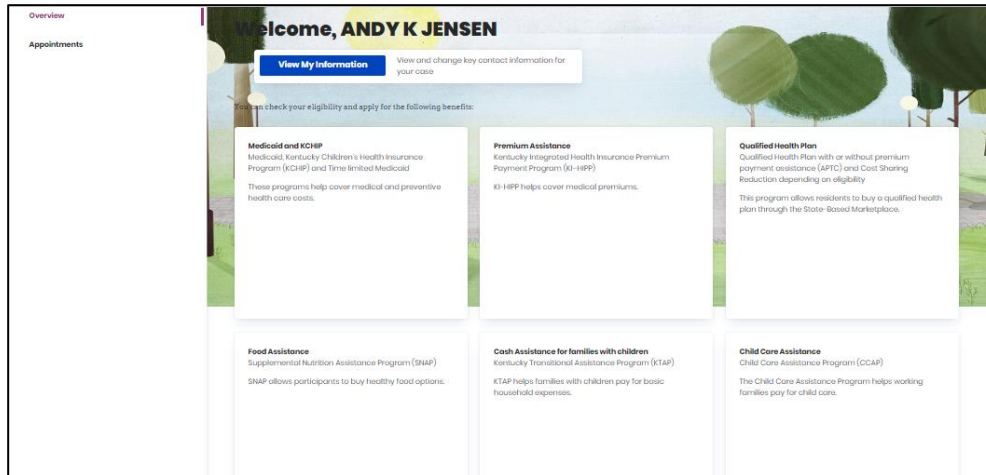 Overview
Appointments
Welcome, ANDY K JENSEN
View My Information
View and change key contact information for
your case
You can check your eligibility and apply for the following benefits:
Medicaid and KCHIP
Medicaid, Kentucky Children's Health Insurance
Program (KCHIP) and Time limited Medicaid
These programs help cover medical and preventive
health care costs.
Premium Assistance
Kentucky Integrated Health Insurance Premium
Payment Program (KI-HIPP)
KI-HIPP helps cover medical premiums.
Qualified Health Plan
Qualified Health Plan with or without premium
payment assistance (APTC) and Cost Sharing
Reduction depending on eligibility
This program allows residents to buy a qualified health
plan through the State-Based Marketplace.
Food Assistance
Supplemental Nutrition Assistance Program (SNAP)
SNAP allows participants to buy healthy food options.
Cash Assistance for families with children
Kentucky Transitional Assistance Program (KTAP)
KTAP helps families with children pay for basic
household expenses.
Child Care Assistance
Child Care Assistance Program (CCAP)
The Child Care Assistance Program helps working
families pay for child care.